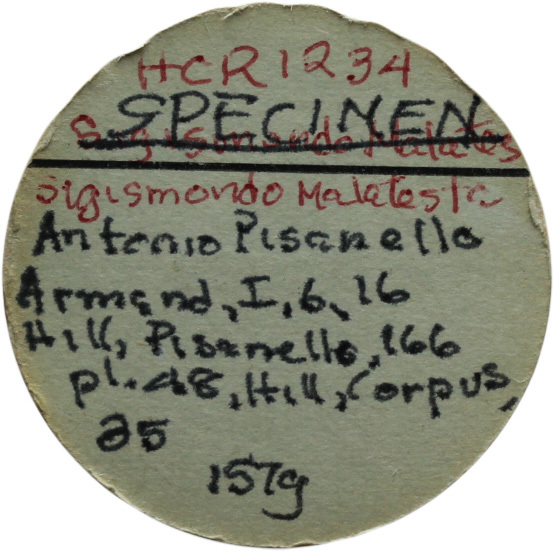 HCR1234
SPECIMEN
Sigismondo Malates
Sigismondo Malatesta
Antonio Pisanello
Armand, I, 6, 16
Hill, Pisanello, 166
pl. 48, Hill, Corpus,
35
157g